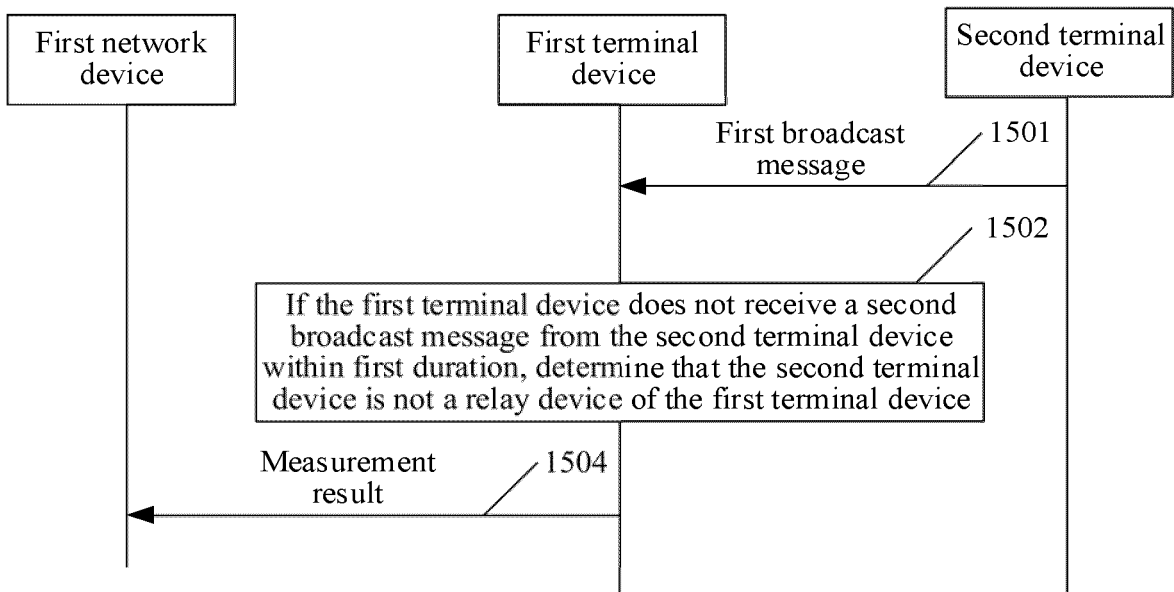 First network
device
First terminal
device
Second terminal
device
First broadcast
message
1501
1502
If the first terminal device does not receive a second
broadcast message from the second terminal device
within first duration, determine that the second terminal
device is not a relay device of the first terminal device
Measurement
result
1504